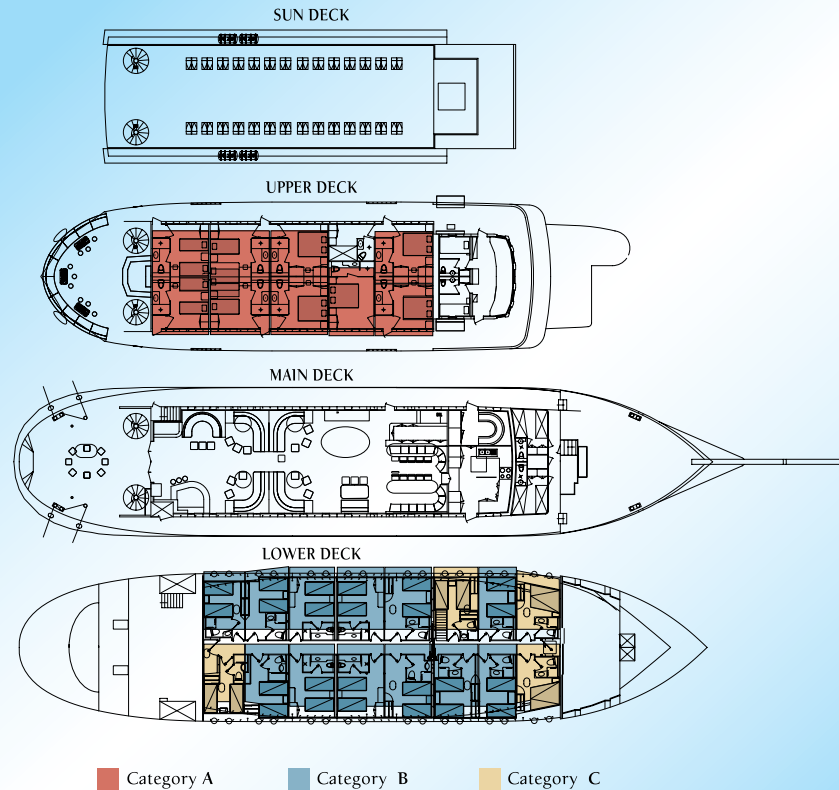 SUN DECK
UPPER DECK
MAIN DECK
LOWER DECK
Category A
Category B
Category C